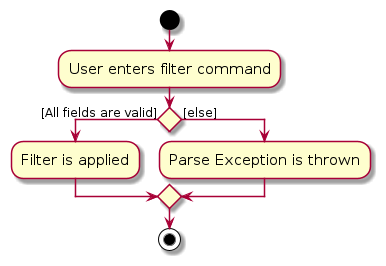 User enters filter command
[All fields are valid]
[else]
Filter is applied
Parse Exception is thrown